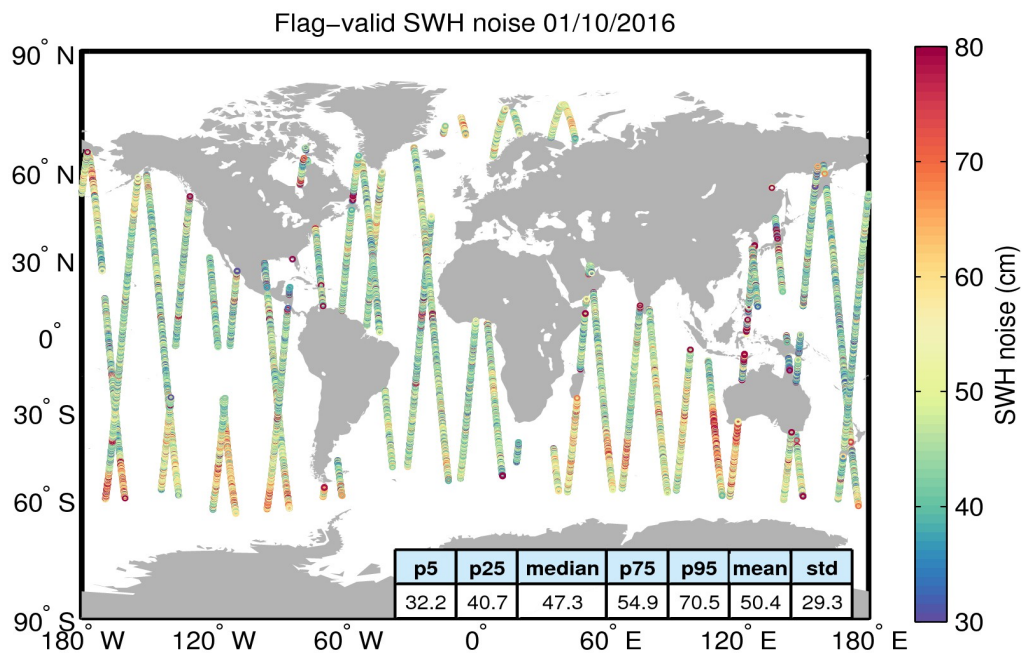 Flag−valid SWH noise 01/10/2016
90° N
60° N
30° N
0°
30° S
60° S
90° S
180° W
120° W
60° W
0°
60° E
120° E
180° E
80
70
60
50
40
30
SWH noise (cm)
p5 p25 median p75 p95 mean std
32.2 40.7 47.3 54.9 70.5 50.4 29.3